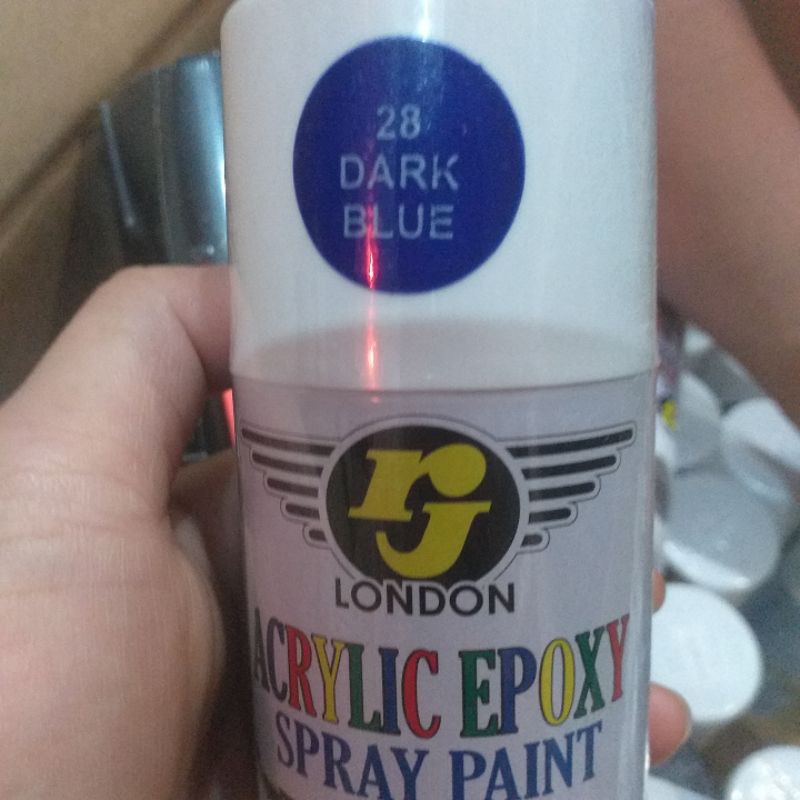 28
DARK
BLUE
rJ
LONDON
ACRYLIC EPOXY
SPRAY PAINT